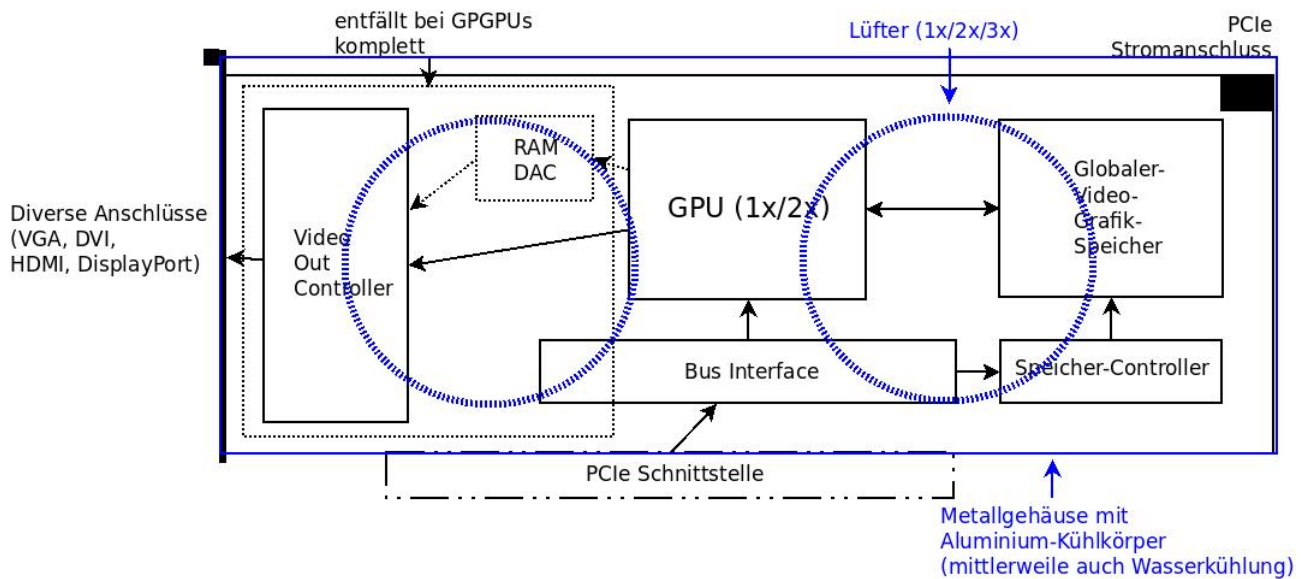 entfällt bei GPGPUs
komplett
Lüfter (1x/2x/3x)
PCIe
Stromanschluss
RAM
DAC
GPU (1x/2x)
Globaler-
Video-
Grafik-
Speicher
Diverse Anschlüsse
(VGA, DVI,
HDMI, DisplayPort)
Video
Out
Controller
Bus Interface
Speicher-Controller
PCIe Schnittstelle
Metallgehäuse mit
Aluminium-Kühlkörper
(mittlerweile auch Wasserkühlung)